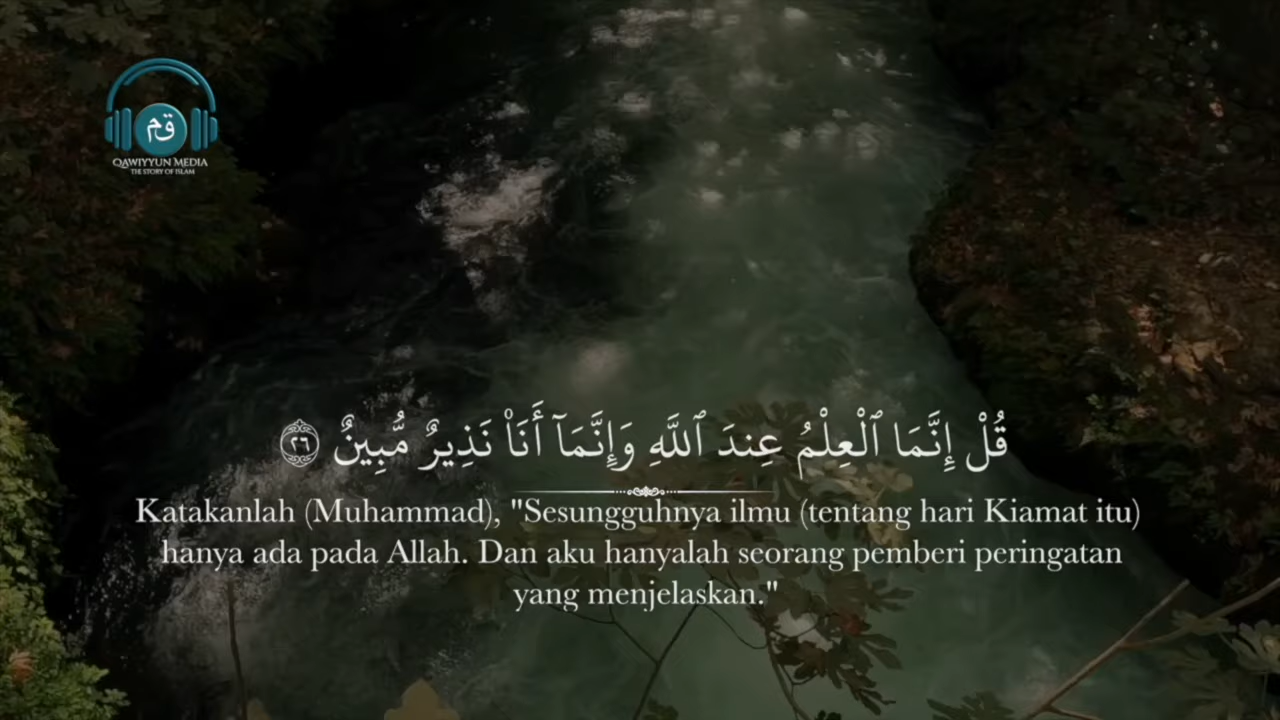 قم
QAWIYYUN MEDIA
THE STORY OF ISLAM
قُلْ إِنَّمَا ٱلْعِلْمُ عِندَ ٱللَّهِ وَإِنَّمَآ أَنَا۠ نَذِيرٌ مُّبِينٌ ٢٦
Katakanlah (Muhammad), "Sesungguhnya ilmu (tentang hari Kiamat itu)
hanya ada pada Allah. Dan aku hanyalah seorang pemberi peringatan
yang menjelaskan."